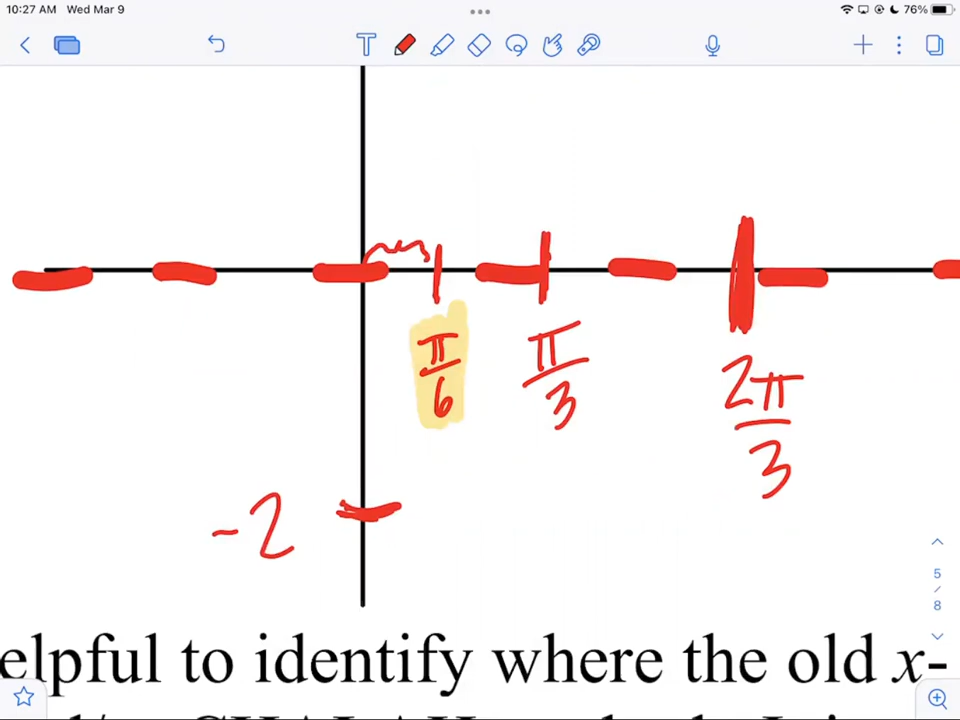 10:27 AM Wed Mar 9
76%
T
π/6
π/3
2π/3
-2
5
/
8
elpful to identify where the old x-